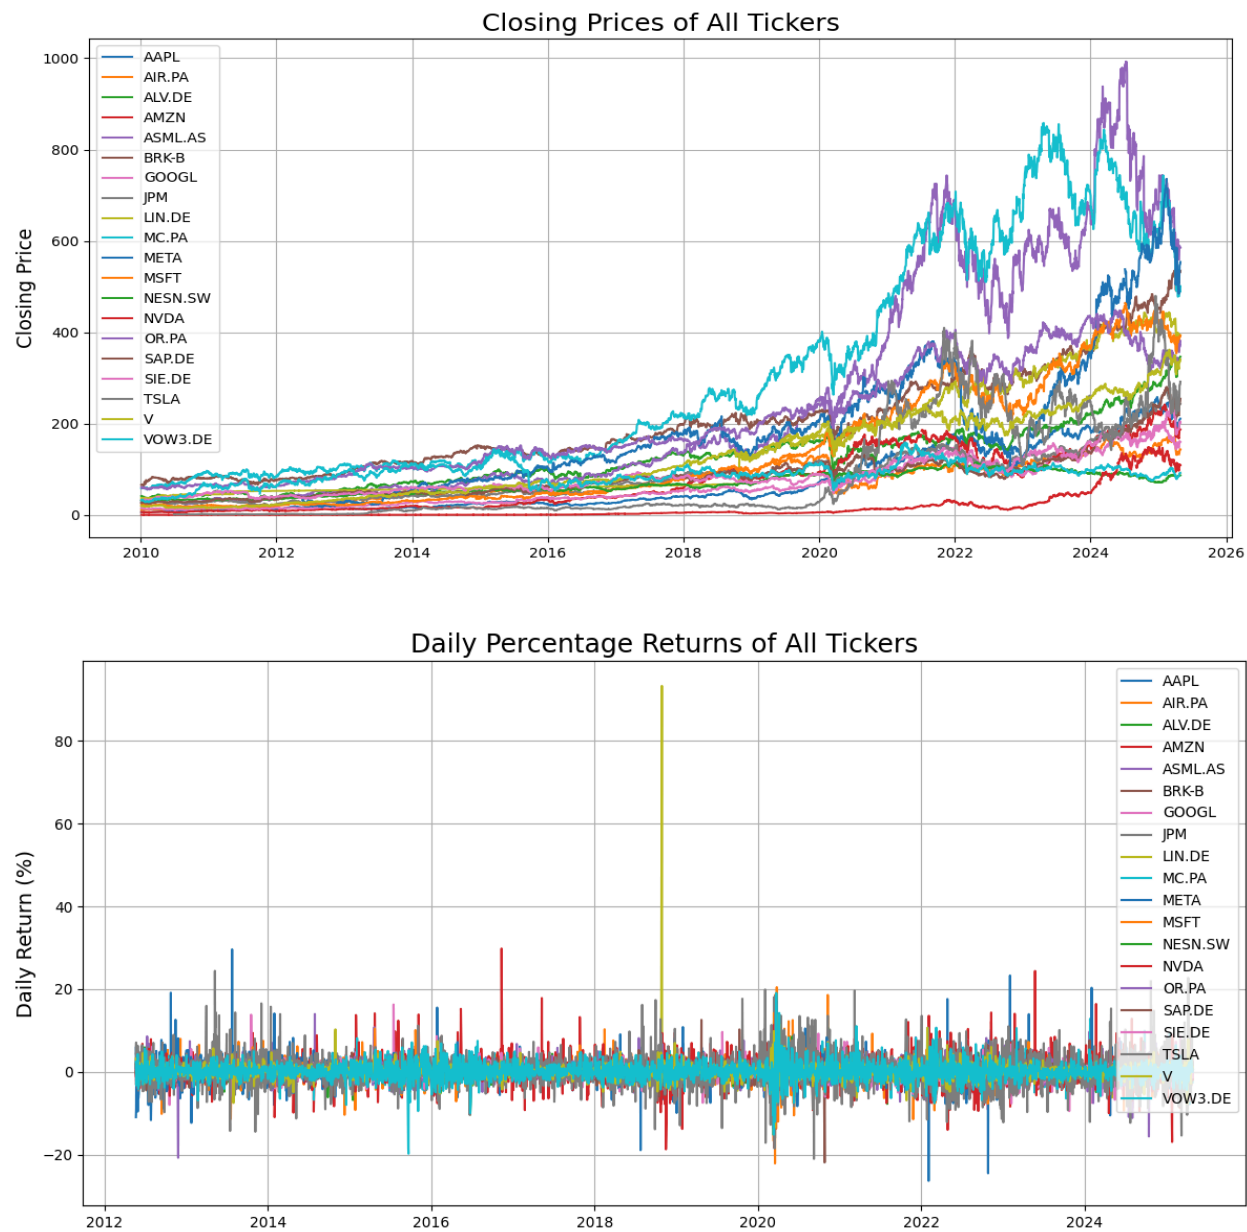 Closing Prices of All Tickers
Closing Price
1000
800
600
400
200
0
AAPL
AIR.PA
ALV.DE
AMZN
ASML.AS
BRK-B
GOOGL
JPM
LIN.DE
MC.PA
META
MSFT
NESN.SW
NVDA
OR.PA
SAP.DE
SIE.DE
TSLA
V
VOW3.DE
2010 2012 2014 2016 2018 2020 2022 2024 2026
Daily Percentage Returns of All Tickers
Daily Return (%)
80
60
40
20
0
−20
AAPL
AIR.PA
ALV.DE
AMZN
ASML.AS
BRK-B
GOOGL
JPM
LIN.DE
MC.PA
META
MSFT
NESN.SW
NVDA
OR.PA
SAP.DE
SIE.DE
TSLA
V
VOW3.DE
2012 2014 2016 2018 2020 2022 2024